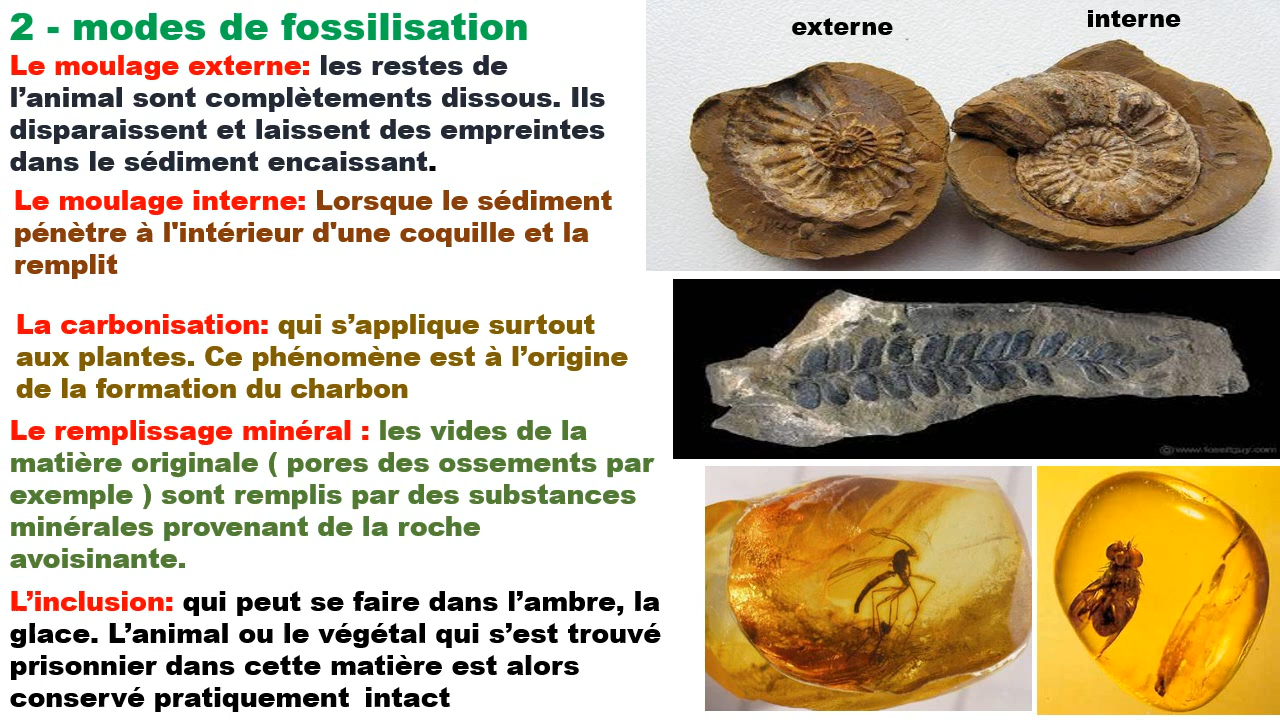 2 - modes de fossilisation
Le moulage externe: les restes de
l’animal sont complètements dissous. Ils
disparaissent et laissent des empreintes
dans le sédiment encaissant.
Le moulage interne: Lorsque le sédiment
pénètre à l'intérieur d'une coquille et la
remplit
La carbonisation: qui s’applique surtout
aux plantes. Ce phénomène est à l’origine
de la formation du charbon
Le remplissage minéral : les vides de la
matière originale ( pores des ossements par
exemple ) sont remplis par des substances
minérales provenant de la roche
avoisinante.
L’inclusion: qui peut se faire dans l’ambre, la
glace. L’animal ou le végétal qui s’est trouvé
prisonnier dans cette matière est alors
conservé pratiquement intact
externe
interne
© www.fossilguy.com